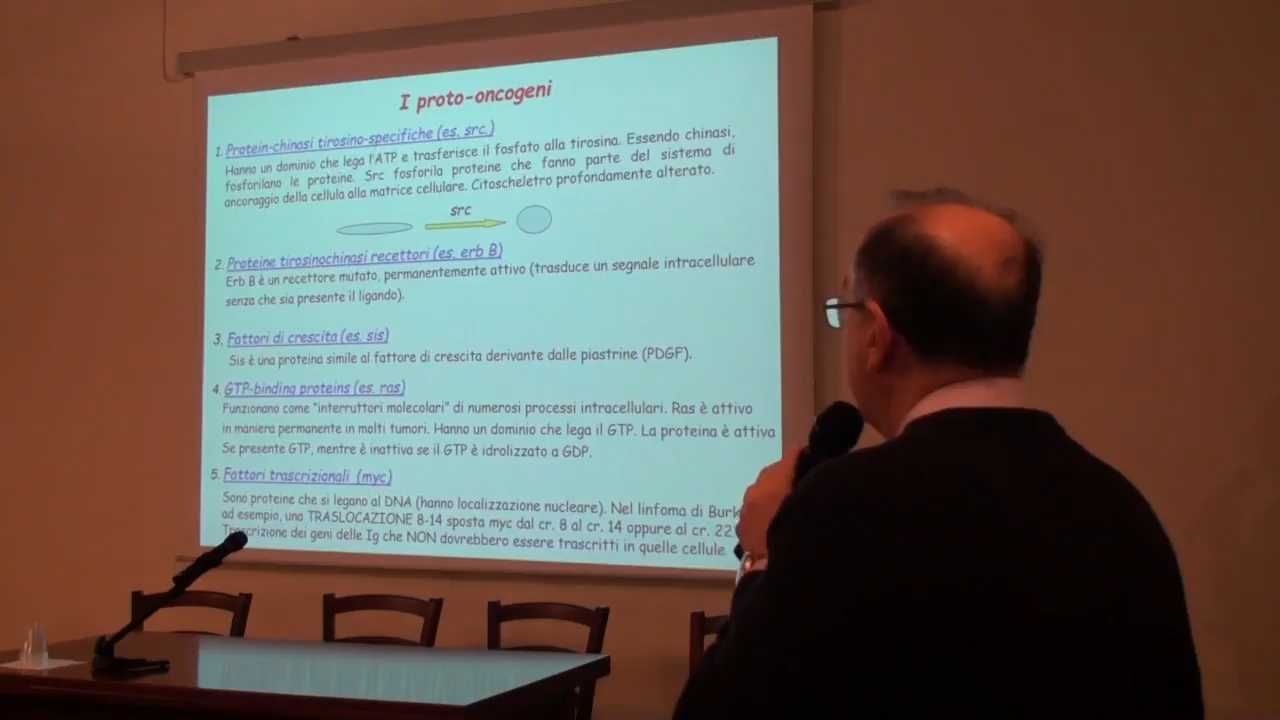 I proto-oncogeni
1. Protein-chinasi tirosino-specifiche (es. src.)
Hanno un dominio che lega l'ATP e trasferisce il fosfato alla tirosina. Essendo chinasi,
fosforilano le proteine. Src fosforila proteine che fanno parte del sistema di
ancoraggio della cellula alla matrice cellulare. Citoscheletro profondamente alterato.
src
2. Proteine tirosinochinasi recettori (es. erb B)
Erb B è un recettore mutato, permanentemente attivo (trasduce un segnale intracellulare
senza che sia presente il ligando).
3. Fattori di crescita (es. sis)
Sis è una proteina simile al fattore di crescita derivante dalle piastrine (PDGF).
4. GTP-binding proteins (es. ras)
Funzionano come "interruttori molecolari" di numerosi processi intracellulari. Ras è attivo
in maniera permanente in molti tumori. Hanno un dominio che lega il GTP. La proteina è attiva
Se presente GTP, mentre è inattiva se il GTP è idrolizzato a GDP.
5. Fattori trascrizionali (myc)
Sono proteine che si legano al DNA (hanno localizzazione nucleare). Nel linfoma di
ad esempio, una TRASLOCAZIONE 8-14 sposta myc dal cr. 8 al cr. 14 oppure al cr. 22
Trascrizione dei geni delle Ig che NON dovrebbero essere trascritti in quelle cellule